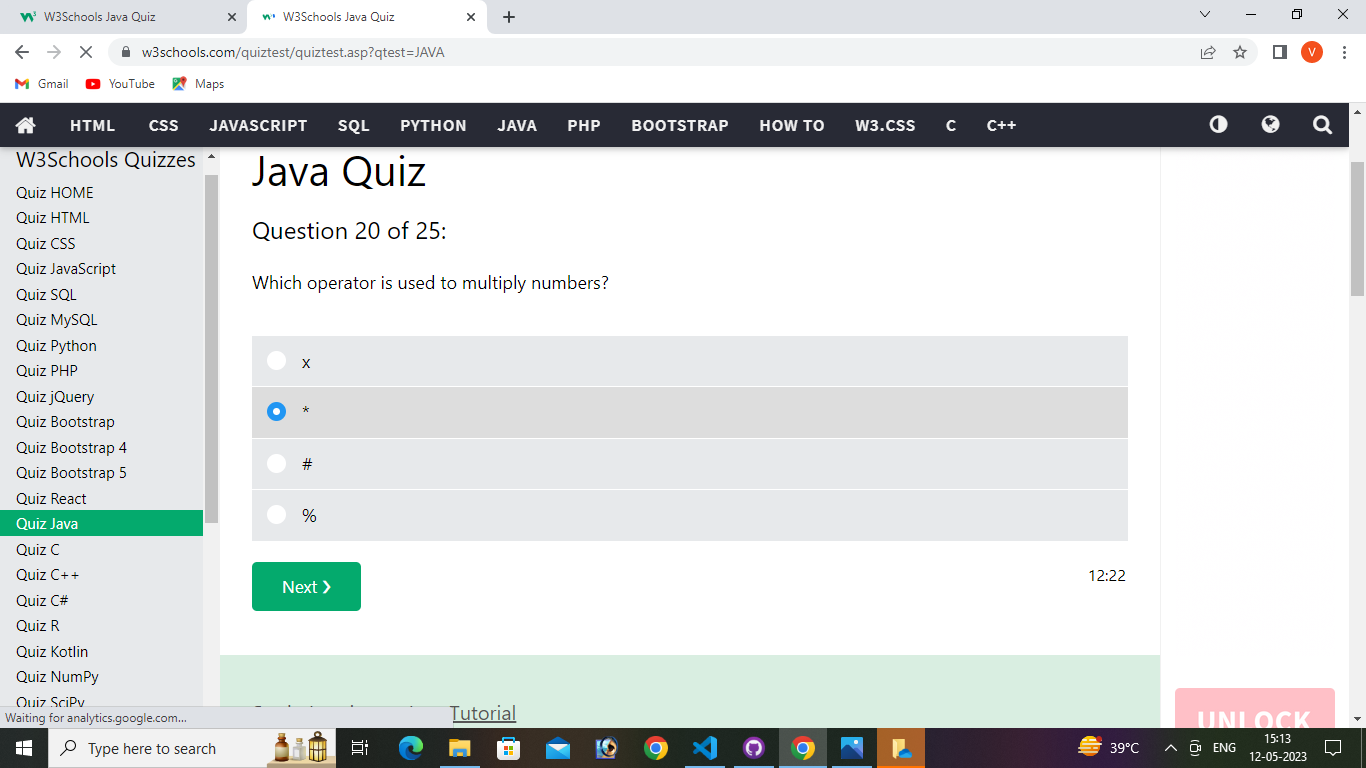 W3Schools Java Quiz
W3Schools Java Quiz
w3schools.com/quiztest/quiztest.asp?qtest=JAVA
V
Gmail YouTube Maps
HTML CSS JAVASCRIPT SQL PYTHON JAVA PHP BOOTSTRAP HOW TO W3.CSS C C++
W3Schools Quizzes
Quiz HOME
Quiz HTML
Quiz CSS
Quiz JavaScript
Quiz SQL
Quiz MySQL
Quiz Python
Quiz PHP
Quiz jQuery
Quiz Bootstrap
Quiz Bootstrap 4
Quiz Bootstrap 5
Quiz React
Quiz Java
Quiz C
Quiz C++
Quiz C#
Quiz R
Quiz Kotlin
Quiz NumPy
Quiz SciPy
Java Quiz
Question 20 of 25:
Which operator is used to multiply numbers?
x
*
#
%
Next ❯
12:22
Tutorial
UNLOCK
Waiting for analytics.google.com...
Type here to search
39°C
ENG
15:13
12-05-2023